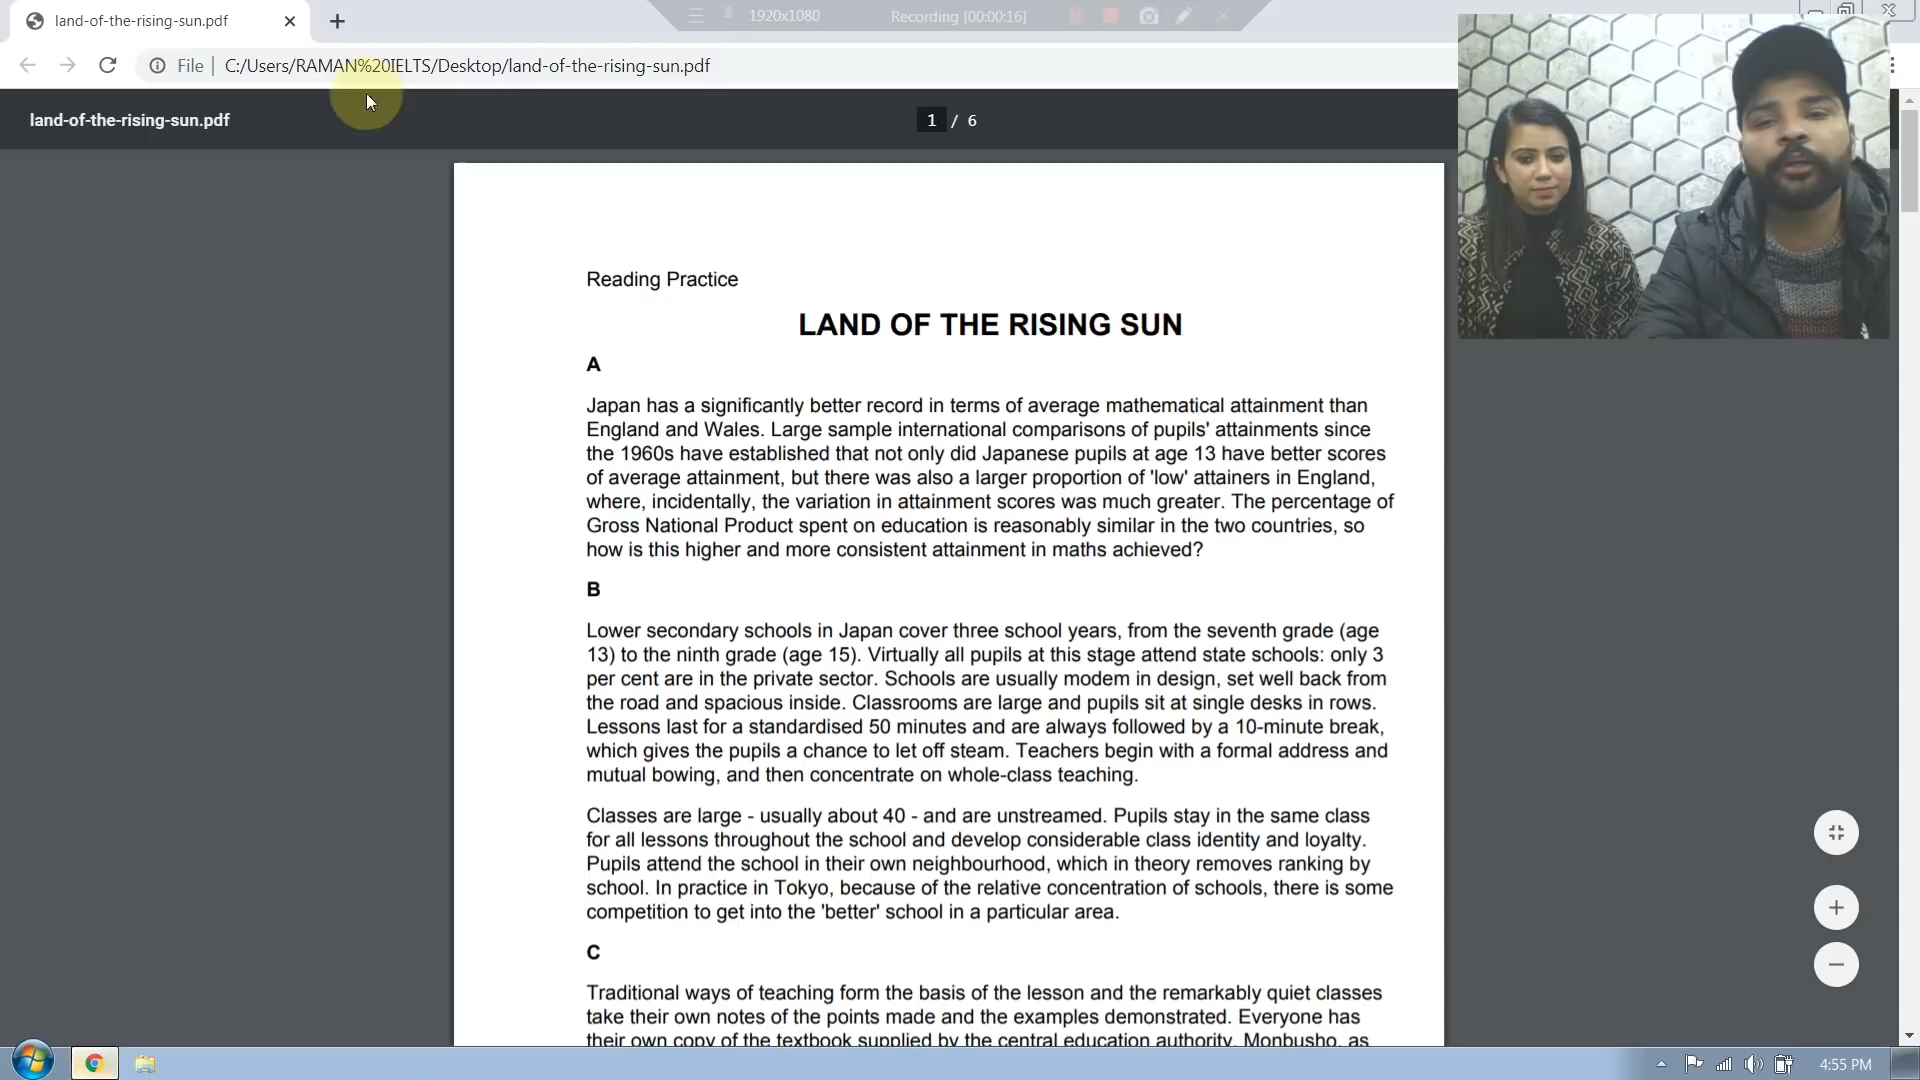 land-of-the-rising-sun.pdf
1920x1080
Recording [00:00:16]
File
C:/Users/RAMAN%20IELTS/Desktop/land-of-the-rising-sun.pdf
land-of-the-rising-sun.pdf
1 / 6
Reading Practice
LAND OF THE RISING SUN
A
Japan has a significantly better record in terms of average mathematical attainment than
England and Wales. Large sample international comparisons of pupils' attainments since
the 1960s have established that not only did Japanese pupils at age 13 have better scores
of average attainment, but there was also a larger proportion of 'low' attainers in England,
where, incidentally, the variation in attainment scores was much greater. The percentage of
Gross National Product spent on education is reasonably similar in the two countries, so
how is this higher and more consistent attainment in maths achieved?
B
Lower secondary schools in Japan cover three school years, from the seventh grade (age
13) to the ninth grade (age 15). Virtually all pupils at this stage attend state schools: only 3
per cent are in the private sector. Schools are usually modem in design, set well back from
the road and spacious inside. Classrooms are large and pupils sit at single desks in rows.
Lessons last for a standardised 50 minutes and are always followed by a 10-minute break,
which gives the pupils a chance to let off steam. Teachers begin with a formal address and
mutual bowing, and then concentrate on whole-class teaching.
Classes are large - usually about 40 - and are unstreamed. Pupils stay in the same class
for all lessons throughout the school and develop considerable class identity and loyalty.
Pupils attend the school in their own neighbourhood, which in theory removes ranking by
school. In practice in Tokyo, because of the relative concentration of schools, there is some
competition to get into the 'better' school in a particular area.
C
Traditional ways of teaching form the basis of the lesson and the remarkably quiet classes
take their own notes of the points made and the examples demonstrated. Everyone has
their own copy of the textbook supplied by the central education authority, Monbusho, as
4:55 PM